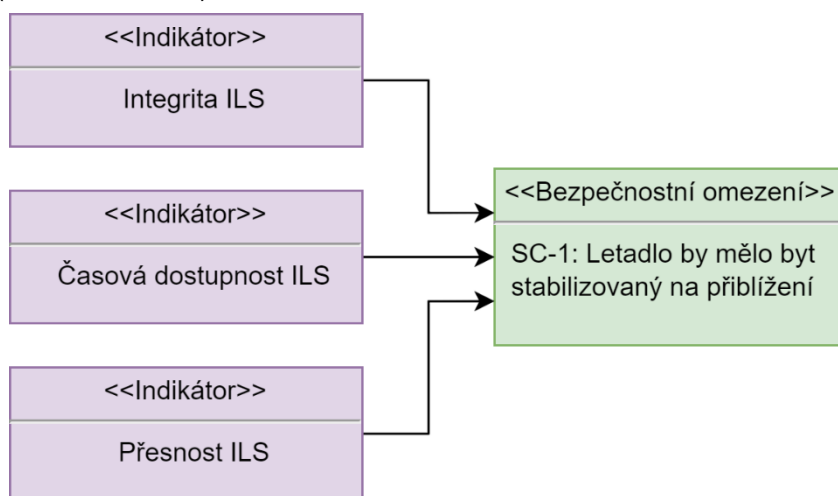 <<Indikátor>>
Integrita ILS
<<Indikátor>>
Časová dostupnost ILS
<<Indikátor>>
Přesnost ILS
<<Bezpečnostní omezení>>
SC-1: Letadlo by mělo byt
stabilizovaný na přiblížení